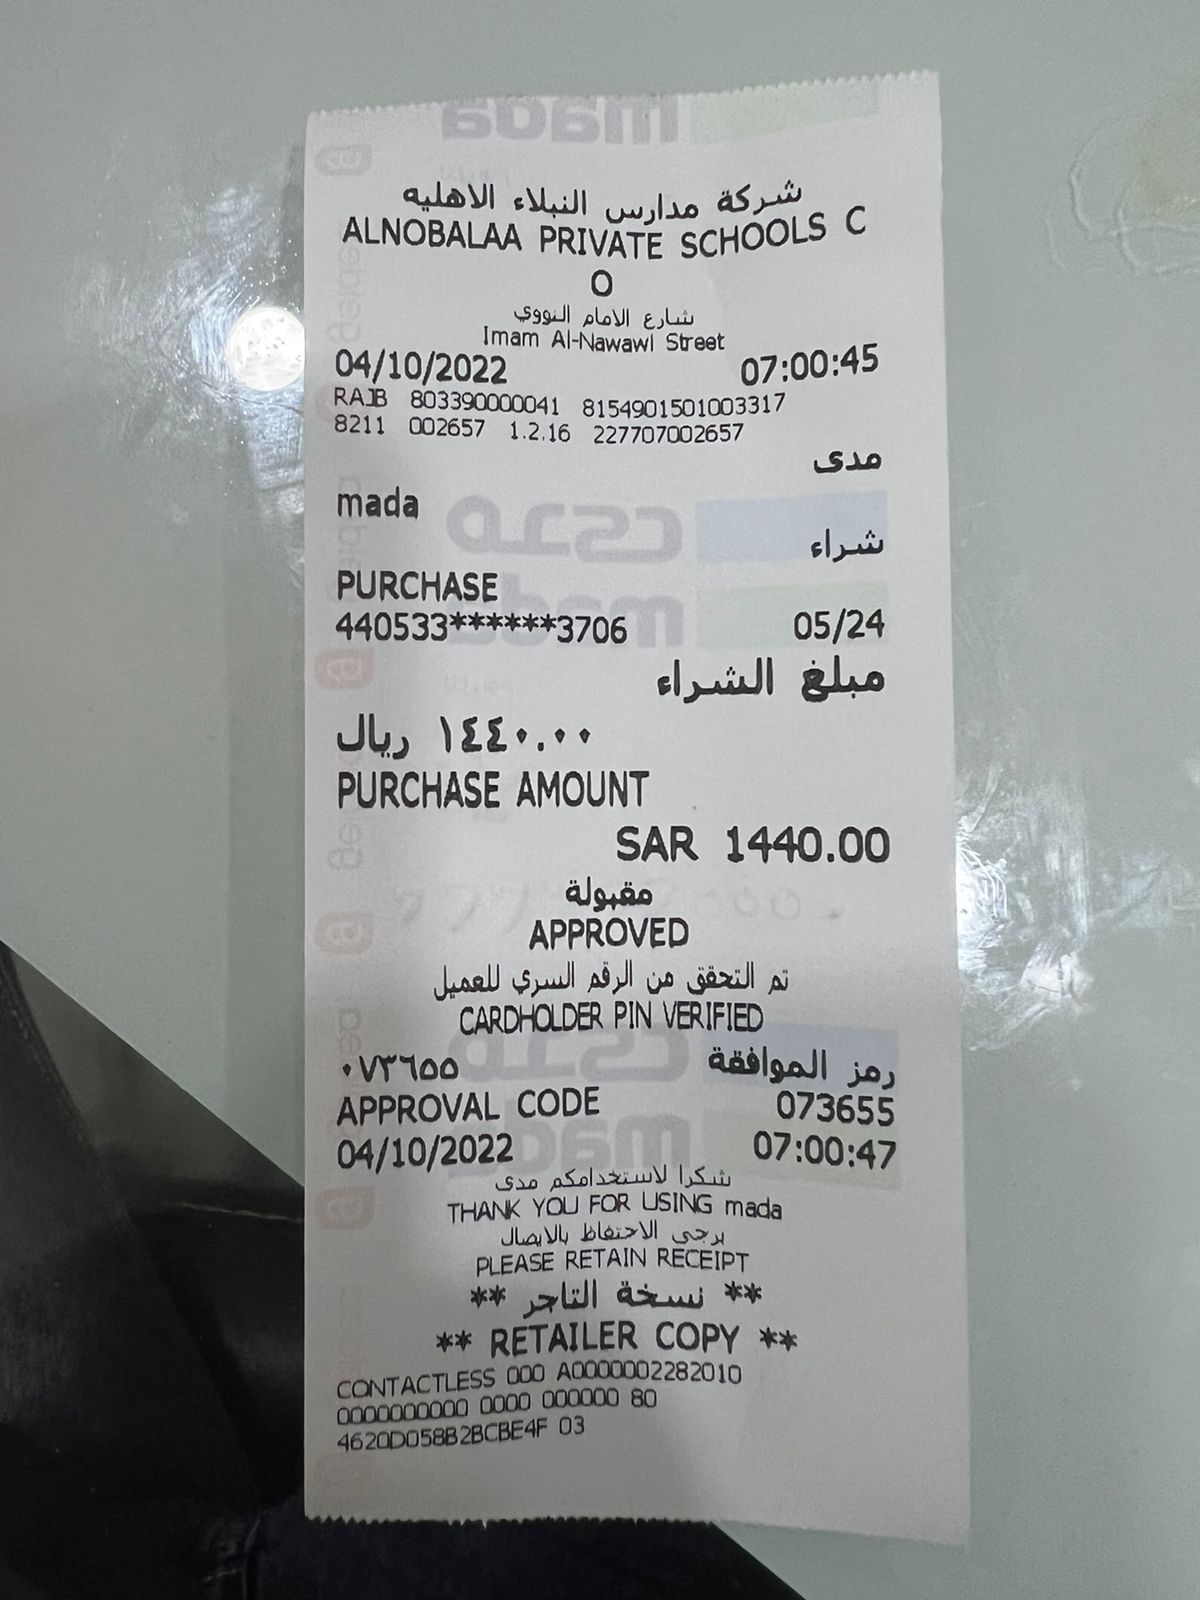 شركة مدارس النبلاء الاهليه
ALNOBALAA PRIVATE SCHOOLS C
O
شارع الامام النووي
Imam Al-Nawawi Street
04/10/2022 07:00:45
RAJB 803390000041 8154901501003317
8211 002657 1.2.16 227707002657
مدى
mada
شراء
PURCHASE
440533******3706 05/24
مبلغ الشراء
١٤٤٠.٠٠ ريال
PURCHASE AMOUNT
SAR 1440.00
مقبولة
APPROVED
تم التحقق من الرقم السري للعميل
CARDHOLDER PIN VERIFIED
رمز الموافقة ٠٧٣٦٥٥
APPROVAL CODE 073655
04/10/2022 07:00:47
شكرا لاستخدامكم مدى
THANK YOU FOR USING mada
يرجى الاحتفاظ بالايصال
PLEASE RETAIN RECEIPT
** نسخة التاجر **
** RETAILER COPY **
CONTACTLESS 000 A0000002282010
0000000000 0000 000000 80
4620D058B2BCBE4F 03